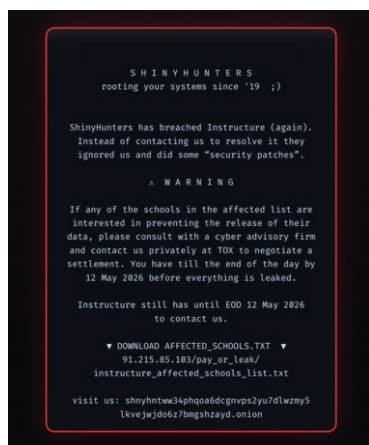 S H I N Y H U N T E R S
rooting your systems since '19 ;)
ShinyHunters has breached Instructure (again).
Instead of contacting us to resolve it they
ignored us and did some “security patches”.
⚠ W A R N I N G
If any of the schools in the affected list are
interested in preventing the release of their
data, please consult with a cyber advisory firm
and contact us privately at TOX to negotiate a
settlement. You have till the end of the day by
12 May 2026 before everything is leaked.
Instructure still has until EOD 12 May 2026
to contact us.
▼ DOWNLOAD AFFECTED_SCHOOLS.TXT ▼
91.215.85.103/pay_or_leak/
instructure_affected_schools_list.txt
visit us: shnyhntww34phqoa6dcgnvps2yu7dlwzmy5
lkvejwjdo6z7bmgshzayd.onion